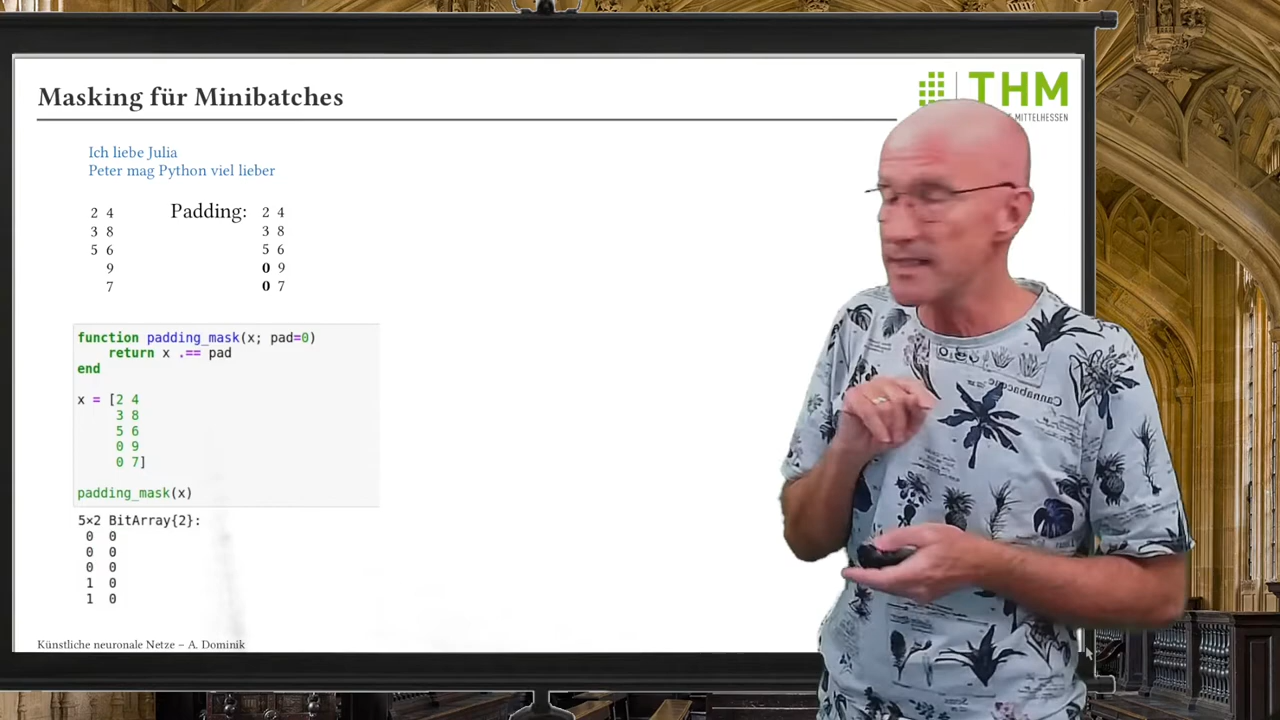 Masking für Minibatches
THM
MITTELHESSEN
Ich liebe Julia
Peter mag Python viel lieber
2 4
3 8
5 6
9
7
Padding:
2 4
3 8
5 6
0 9
0 7
function padding_mask(x; pad=0)
return x .== pad
end
x = [2 4
3 8
5 6
0 9
0 7]
padding_mask(x)
5×2 BitArray{2}:
0 0
0 0
0 0
1 0
1 0
Künstliche neuronale Netze – A. Dominik
Cannabaceae